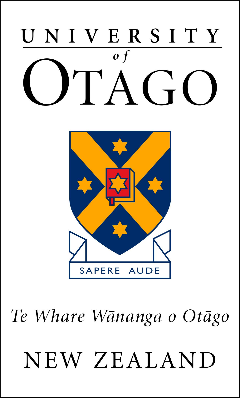 UNIVERSITY
of
OTAGO
SAPERE AUDE
Te Whare Wānanga o Otāgo
NEW ZEALAND